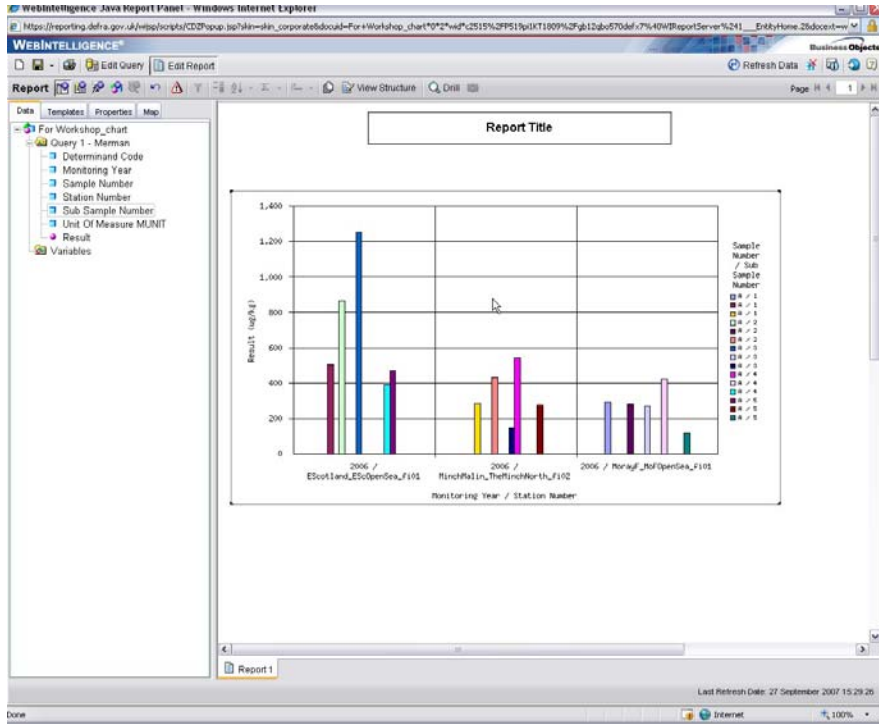 WebIntelligence Java Report Panel - Windows Internet Explorer
WEBINTELLIGENCE®
Business Objects
Edit Query
Edit Report
Refresh Data
Report
View Structure
Drill
Page
1
Data
Templates
Properties
Map
For Workshop_chart
Query 1 - Merman
Determinand Code
Monitoring Year
Sample Number
Station Number
Sub Sample Number
Unit Of Measure MUNIT
Result
Variables
Report Title
1,400
1,200
1,000
800
600
400
200
0
Result (ug/kg)
2006 /
EScotland_EScOpenSea_fi01
2006 /
MinchMalin_TheMinchNorth_fi02
2006 / MorayF_MofOpenSea_fi01
Monitoring Year / Station Number
Sample
Number
/ Sub
Sample
Number
Report 1
Last Refresh Date: 27 September 2007 15:29:26
Done
Internet
100%